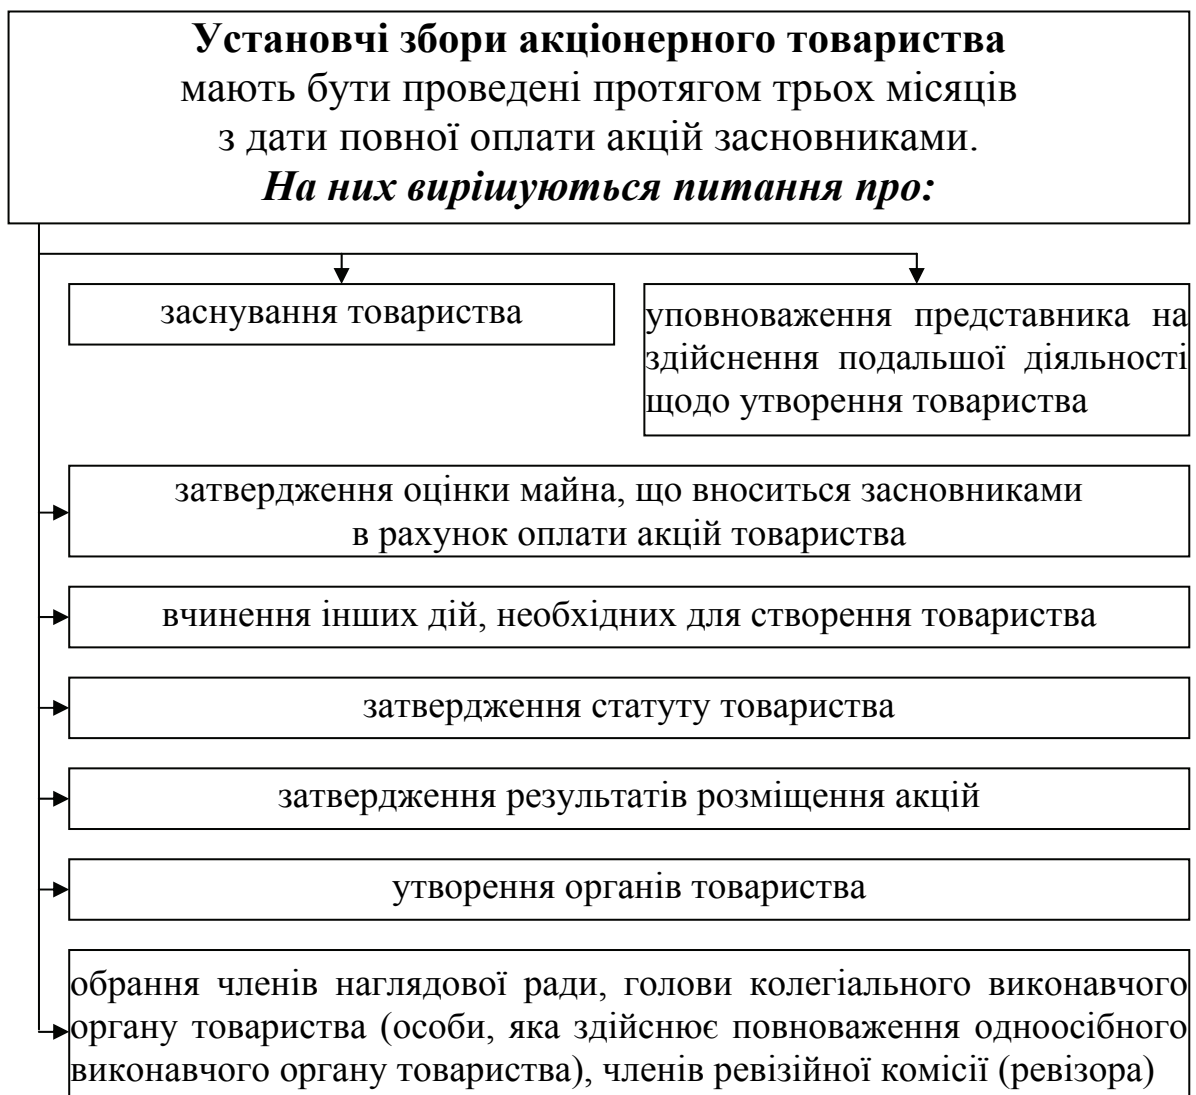 Установчі збори акціонерного товариства
мають бути проведені протягом трьох місяців
з дати повної оплати акцій засновниками.
На них вирішуються питання про:
заснування товариства
уповноваження представника на
здійснення подальшої діяльності
щодо утворення товариства
затвердження оцінки майна, що вноситься засновниками
в рахунок оплати акцій товариства
вчинення інших дій, необхідних для створення товариства
затвердження статуту товариства
затвердження результатів розміщення акцій
утворення органів товариства
обрання членів наглядової ради, голови колегіального виконавчого
органу товариства (особи, яка здійснює повноваження одноосібного
виконавчого органу товариства), членів ревізійної комісії (ревізора)